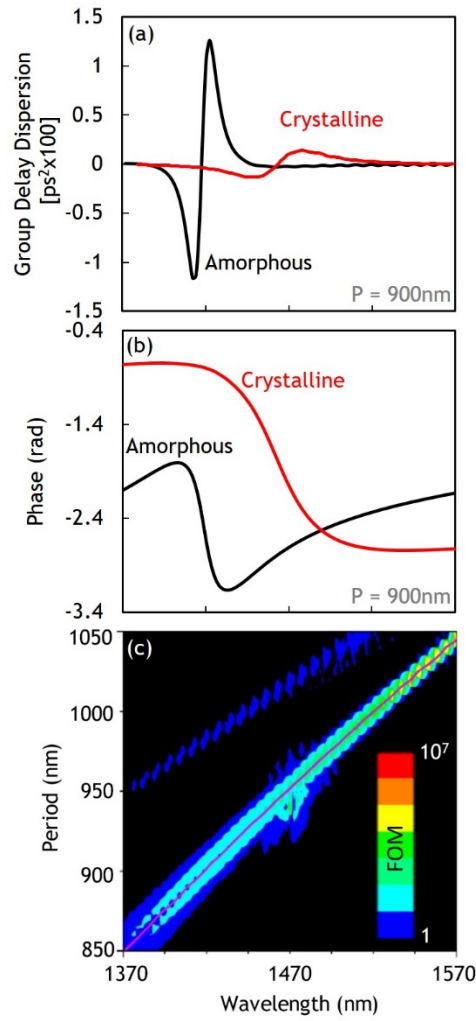 (a)
Group Delay Dispersion
[ps²x100]
1.5
1
0.5
0
-0.5
-1
-1.5
Crystalline
Amorphous
P = 900nm
(b)
Phase (rad)
-0.4
-1.4
-2.4
-3.4
Crystalline
Amorphous
P = 900nm
(c)
Period (nm)
1050
1000
950
900
850
10⁷
FOM
1
1370
1470
1570
Wavelength (nm)